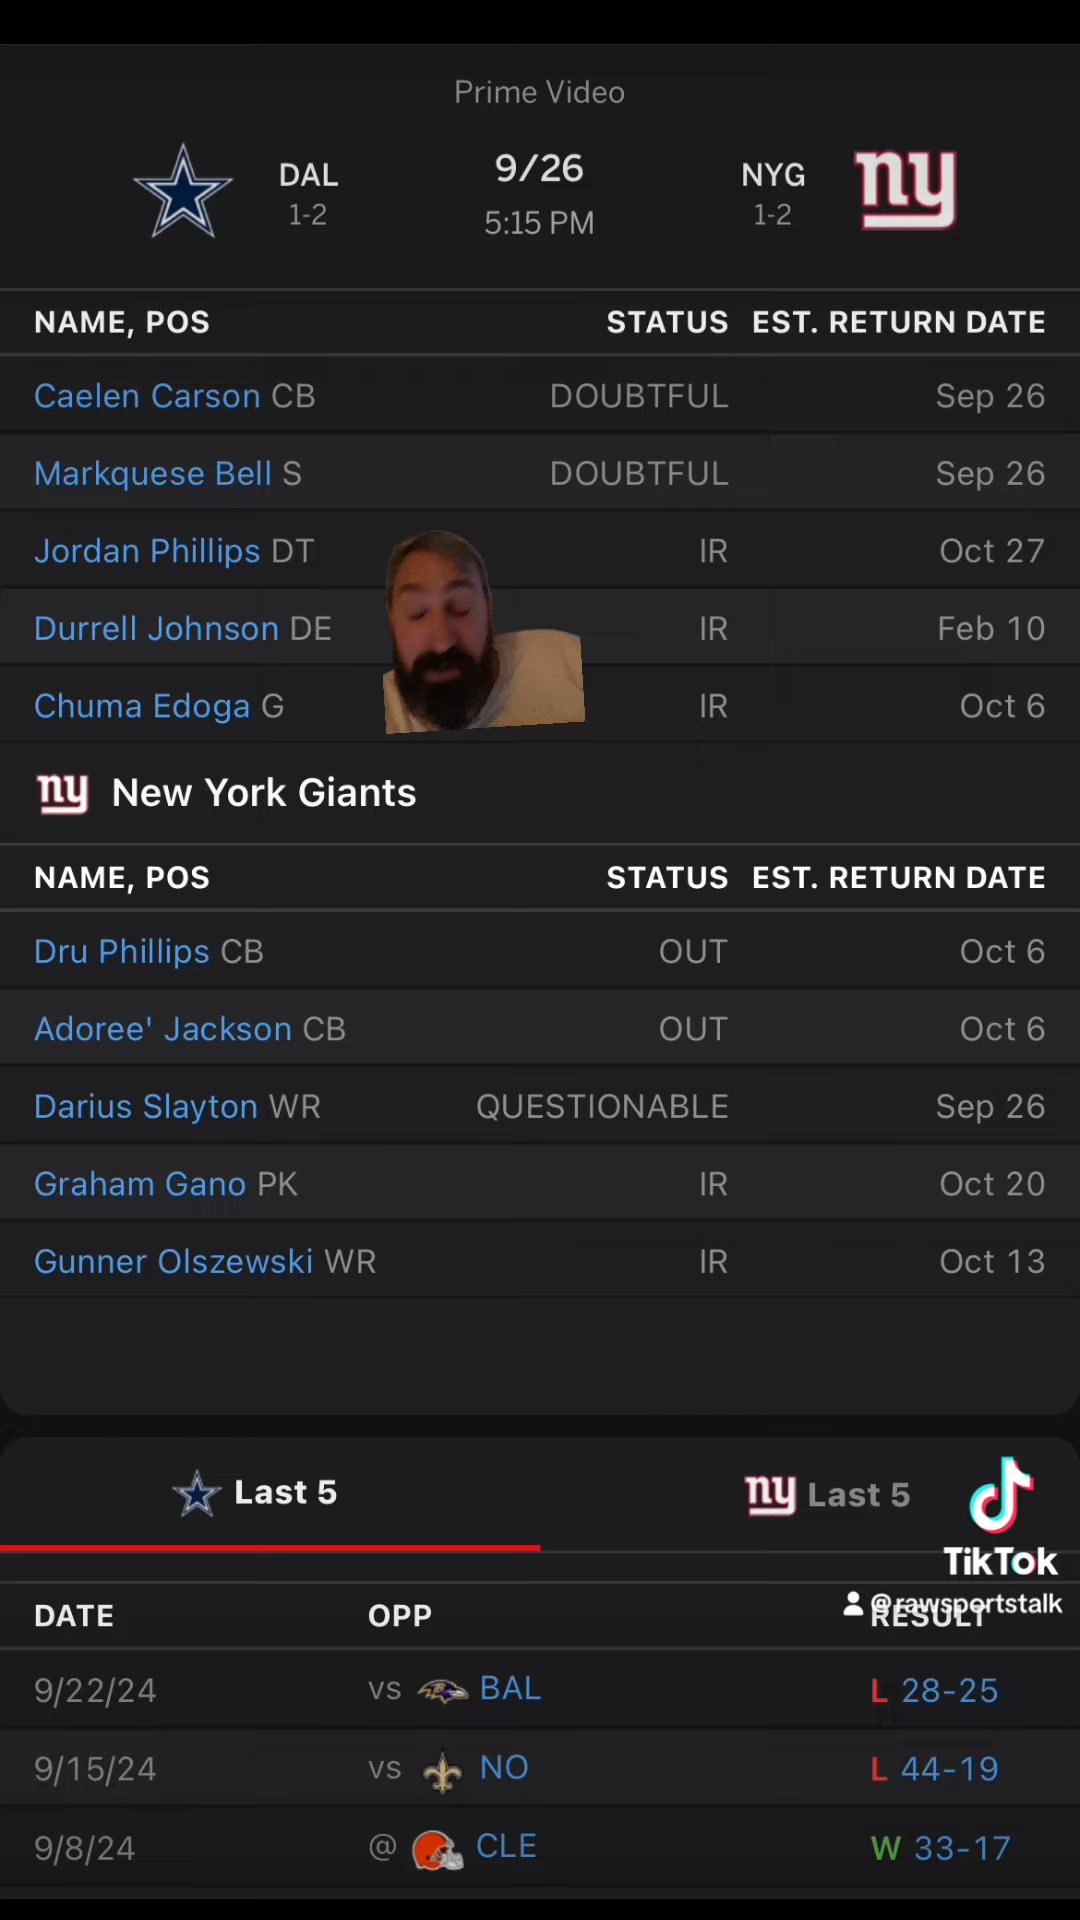 Prime Video
DAL 9/26 NYG
1-2 5:15 PM 1-2
ny
NAME, POS STATUS EST. RETURN DATE
Caelen Carson CB DOUBTFUL Sep 26
Markquese Bell S DOUBTFUL Sep 26
Jordan Phillips DT IR Oct 27
Durrell Johnson DE IR Feb 10
Chuma Edoga G IR Oct 6
ny New York Giants
NAME, POS STATUS EST. RETURN DATE
Dru Phillips CB OUT Oct 6
Adoree' Jackson CB OUT Oct 6
Darius Slayton WR QUESTIONABLE Sep 26
Graham Gano PK IR Oct 20
Gunner Olszewski WR IR Oct 13
Last 5 ny Last 5
TikTok
@rawsportstalk
DATE OPP RESULT
9/22/24 vs BAL L 28-25
9/15/24 vs NO L 44-19
9/8/24 @ CLE W 33-17